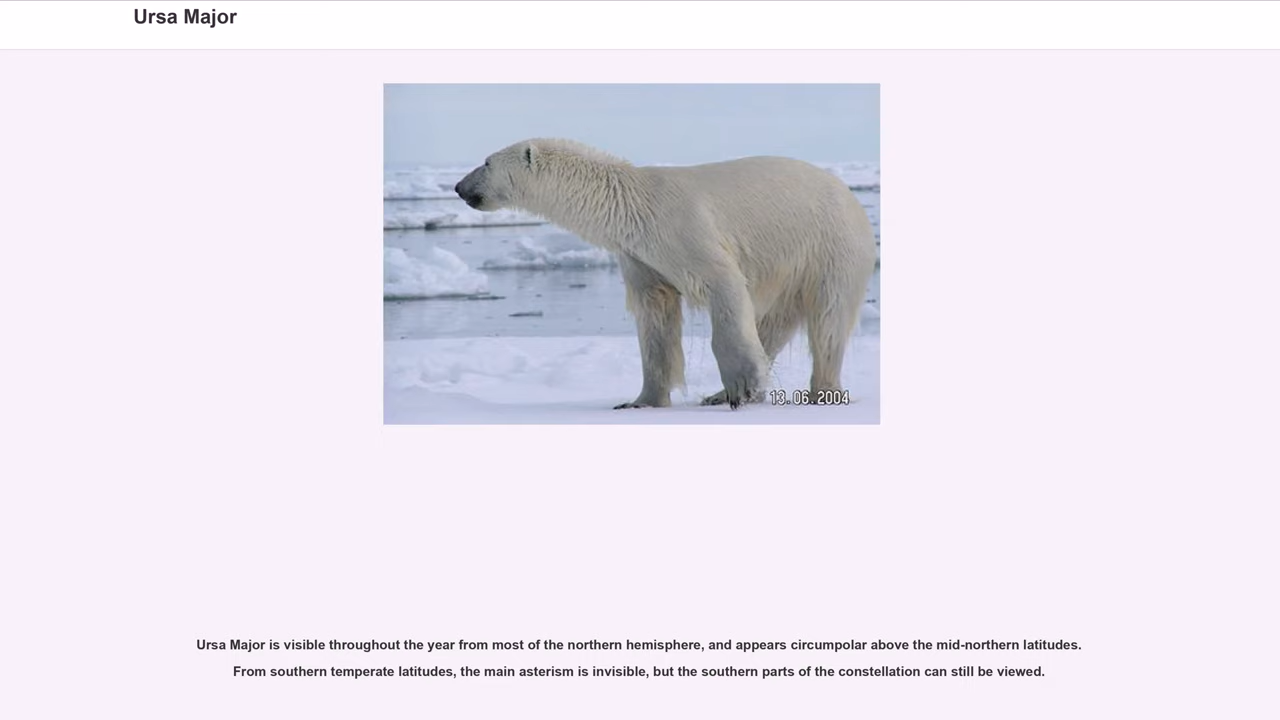 Ursa Major
13.06.2004
Ursa Major is visible throughout the year from most of the northern hemisphere, and appears circumpolar above the mid-northern latitudes.
From southern temperate latitudes, the main asterism is invisible, but the southern parts of the constellation can still be viewed.